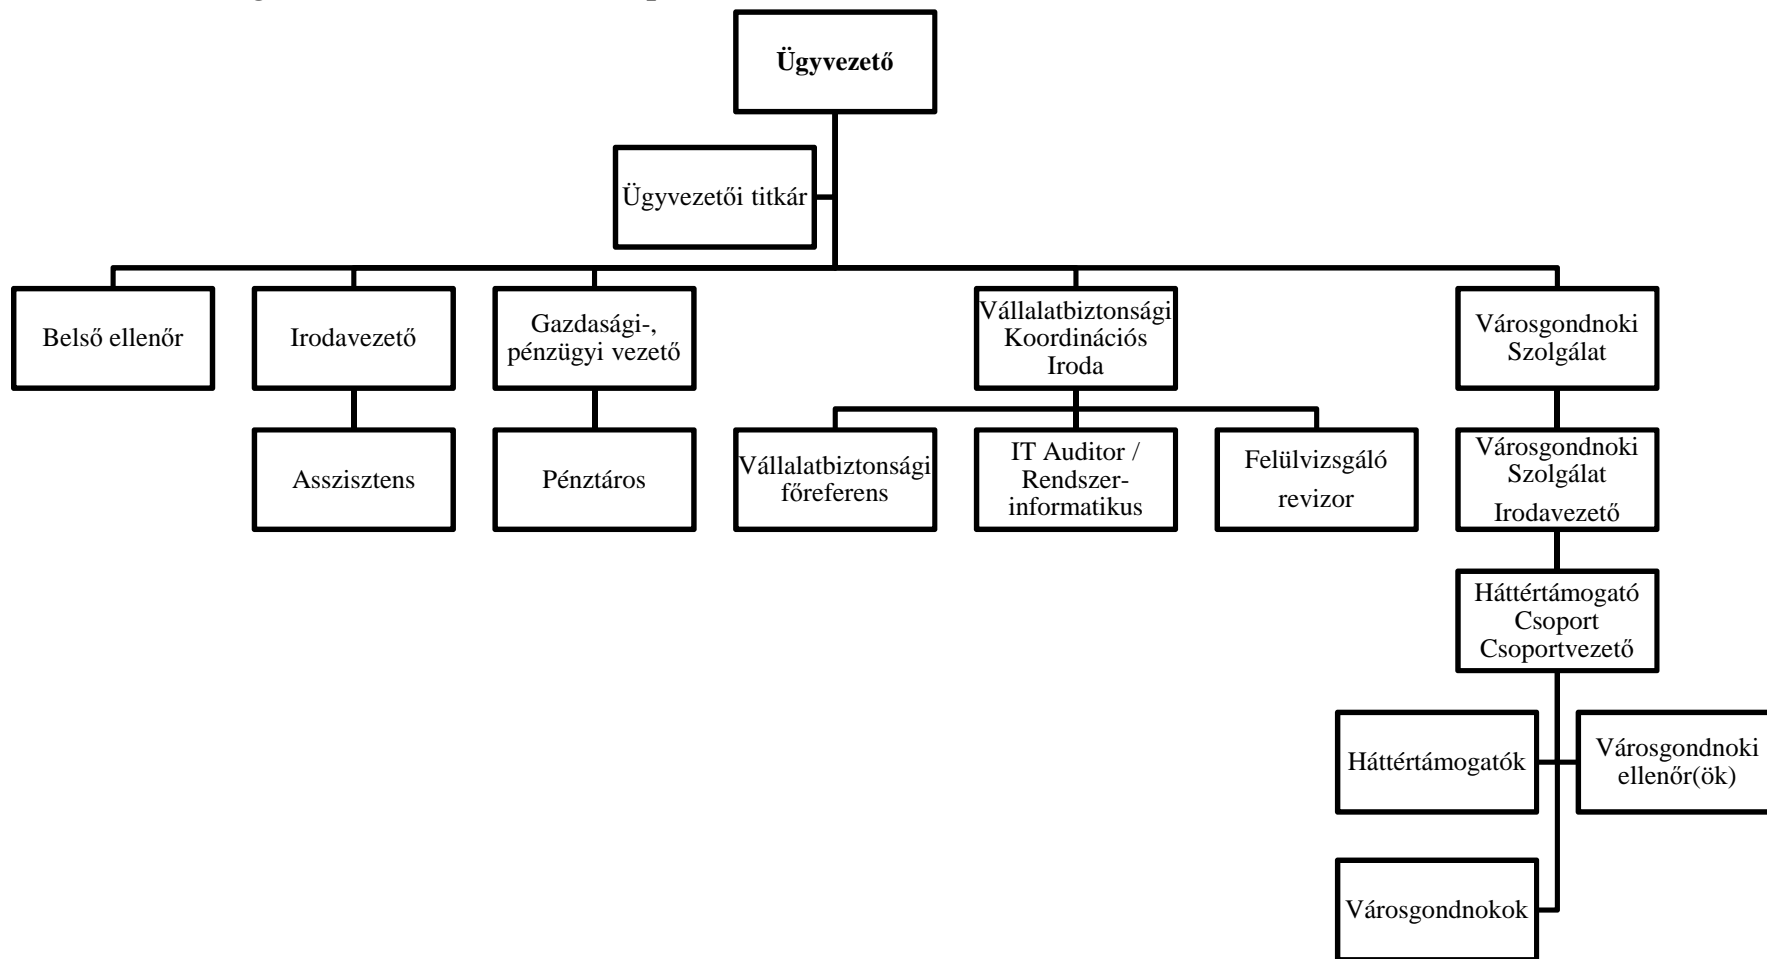 Ügyvezető
Ügyvezetői titkár
Belső ellenőr
Irodavezető
Gazdasági-,
pénzügyi vezető
Vállalatbiztonsági
Koordinációs
Iroda
Városgondnoki
Szolgálat
Asszisztens
Pénztáros
Vállalatbiztonsági
főreferens
IT Auditor /
Rendszer-
informatikus
Felülvizsgáló
revizor
Városgondnoki
Szolgálat
Irodavezető
Háttértámogató
Csoport
Csoportvezető
Háttértámogatók
Városgondnoki
ellenőr(ök)
Városgondnokok